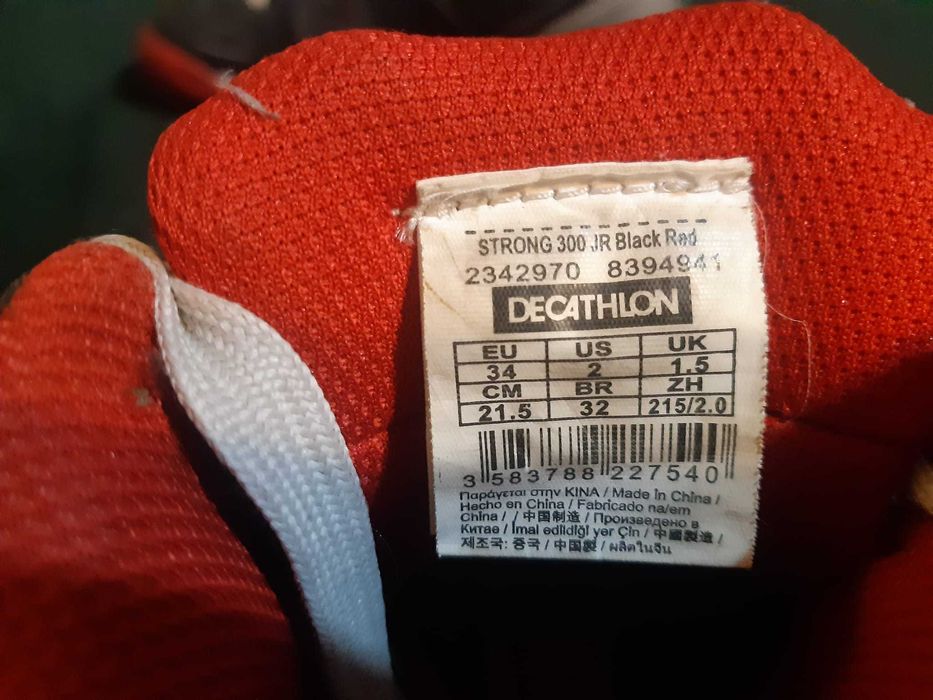 STRONG 300 JR Black Red
2342970 8394941
DECATHLON
EU US UK
34 2 1.5
CM BR ZH
21.5 32 215/2.0
3 583788 227540
Παράγεται στην KINA / Made in China /
Hecho en China / Fabricado na/em
China / / 中国制造 / Произведено в
Китае / İmal edildiği yer Çin / 中國製造 /
제조국: 중국 / 中国製 / ผลิตในจีน